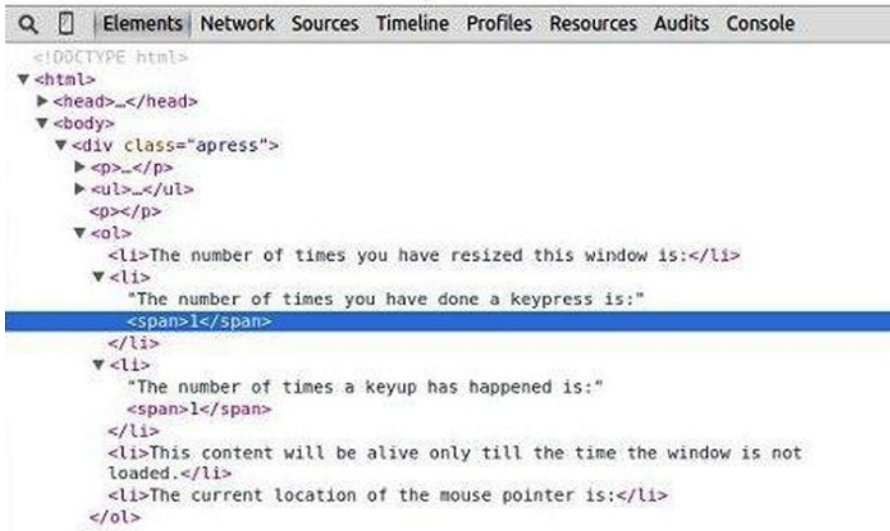 Elements Network Sources Timeline Profiles Resources Audits Console
<!DOCTYPE html>
▼<html>
▶<head>…</head>
▼<body>
▼<div class="apress">
▶<p>…</p>
▶<ul>…</ul>
<p></p>
▼<ol>
<li>The number of times you have resized this window is:</li>
▼<li>
"The number of times you have done a keypress is:"
<span>1</span>
</li>
▼<li>
"The number of times a keyup has happened is:"
<span>1</span>
</li>
<li>This content will be alive only till the time the window is not
loaded.</li>
<li>The current location of the mouse pointer is:</li>
</ol>